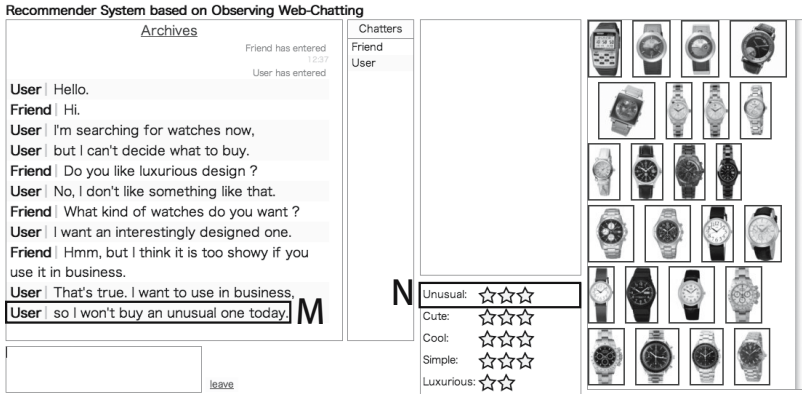 Recommender System based on Observing Web-Chatting
Archives
Friend has entered
12:37
User has entered
User | Hello.
Friend | Hi.
User | I'm searching for watches now,
User | but I can't decide what to buy.
Friend | Do you like luxurious design ?
User | No, I don't like something like that.
Friend | What kind of watches do you want ?
User | I want an interestingly designed one.
Friend | Hmm, but I think it is too showy if you
use it in business.
User | That's true. I want to use in business,
User | so I won't buy an unusual one today.
M
leave
Chatters
Friend
User
N
Unusual: ☆☆☆
Cute: ☆☆☆
Cool: ☆☆☆
Simple: ☆☆☆
Luxurious: ☆☆